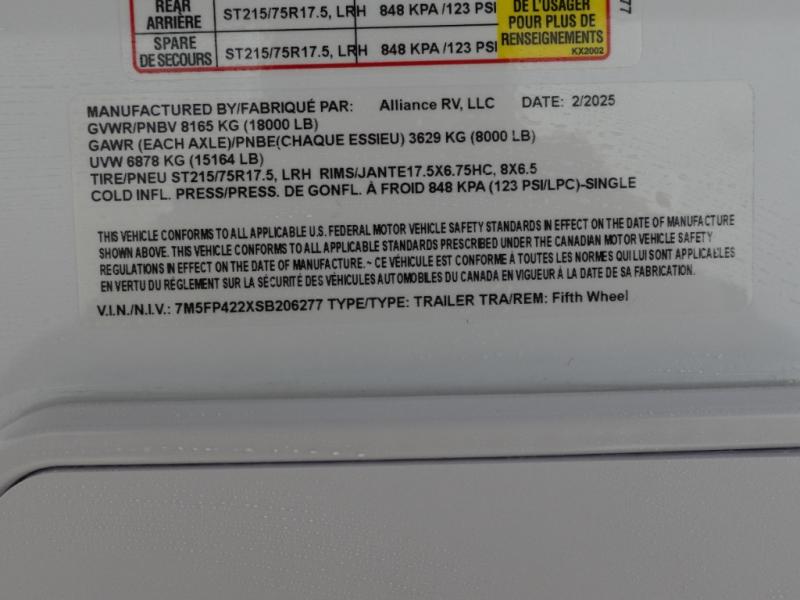 REAR
ARRIÈRE
ST215/75R17.5, LRH 848 KPA /123 PSI
SPARE
DE SECOURS
ST215/75R17.5, LRH 848 KPA /123 PSI
DE L'USAGER
POUR PLUS DE
RENSEIGNEMENTS
KX2002
77
MANUFACTURED BY/FABRIQUÉ PAR: Alliance RV, LLC DATE: 2/2025
GVWR/PNBV 8165 KG (18000 LB)
GAWR (EACH AXLE)/PNBE(CHAQUE ESSIEU) 3629 KG (8000 LB)
UVW 6878 KG (15164 LB)
TIRE/PNEU ST215/75R17.5, LRH RIMS/JANTE17.5X6.75HC, 8X6.5
COLD INFL. PRESS/PRESS. DE GONFL. À FROID 848 KPA (123 PSI/LPC)-SINGLE
THIS VEHICLE CONFORMS TO ALL APPLICABLE U.S. FEDERAL MOTOR VEHICLE SAFETY STANDARDS IN EFFECT ON THE DATE OF MANUFACTURE
SHOWN ABOVE. THIS VEHICLE CONFORMS TO ALL APPLICABLE STANDARDS PRESCRIBED UNDER THE CANADIAN MOTOR VEHICLE SAFETY
REGULATIONS IN EFFECT ON THE DATE OF MANUFACTURE.~ CE VÉHICULE EST CONFORME À TOUTES LES NORMES QUI LUI SONT APPLICABLES
EN VERTU DU RÉGLEMENT SUR LA SÉCURITÉ DES VÉHICULES AUTOMOBILES DU CANADA EN VIGUEUR À LA DATE DE SA FABRICATION.
V.I.N./N.I.V.: 7M5FP422XSB206277 TYPE/TYPE: TRAILER TRA/REM: Fifth Wheel